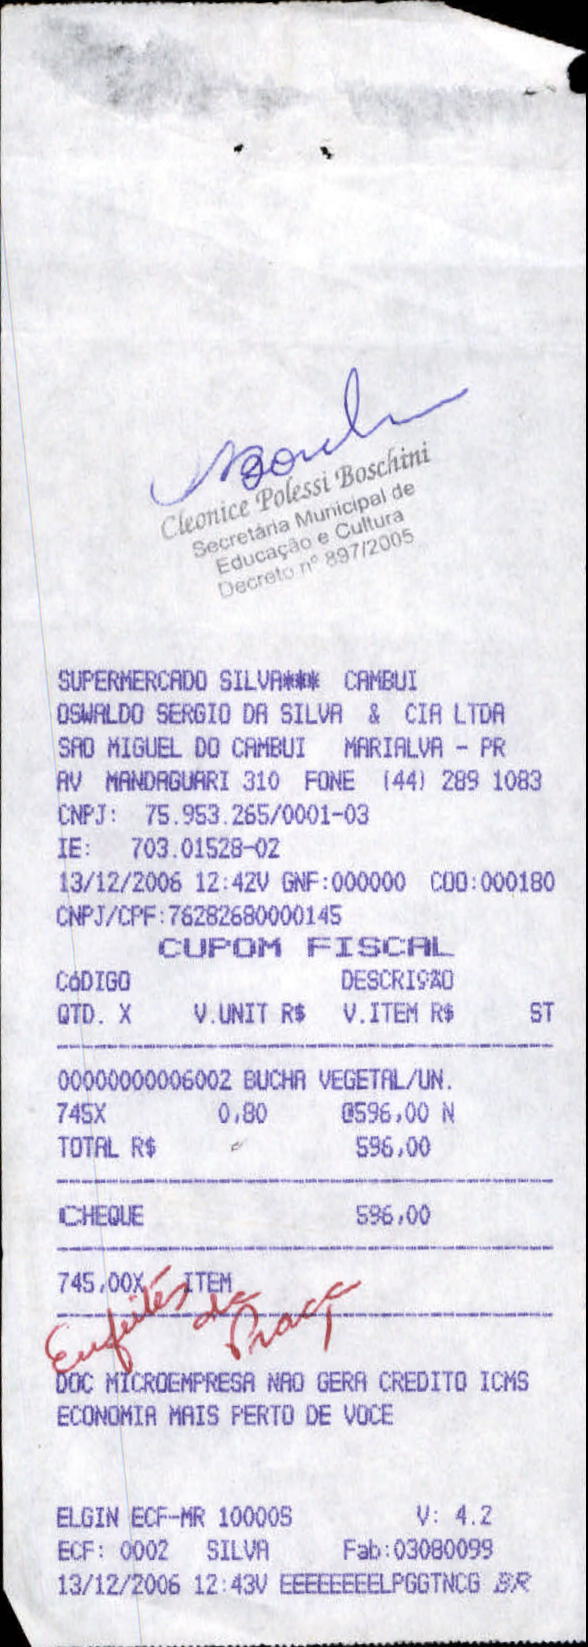 Cleonice Polessi Boschini
Secretária Municipal de
Educação e Cultura
Decreto nº 897/2005
SUPERMERCADO SILVA*** CAMBUI
OSWALDO SERGIO DA SILVA & CIA LTDA
SAO MIGUEL DO CAMBUI MARIALVA - PR
AV MANDAGUARI 310 FONE (44) 289 1083
CNPJ: 75.953.265/0001-03
IE: 703.01528-02
13/12/2006 12:42V GNF:000000 COO:000180
CNPJ/CPF:76282680000145
CUPOM FISCAL
CóDIGO DESCRIÇÃO
QTD. X V.UNIT R$ V.ITEM R$ ST
00000000006002 BUCHA VEGETAL/UN.
745X 0,80 @596,00 N
TOTAL R$ 596,00
CHEQUE 596,00
745,00X ITEM
Enfeites da Praça
DOC MICROEMPRESA NAO GERA CREDITO ICMS
ECONOMIA MAIS PERTO DE VOCE
ELGIN ECF-MR 10000S V: 4.2
ECF: 0002 SILVA Fab:03080099
13/12/2006 12:43V EEEEEEEELPGGTNCG BR